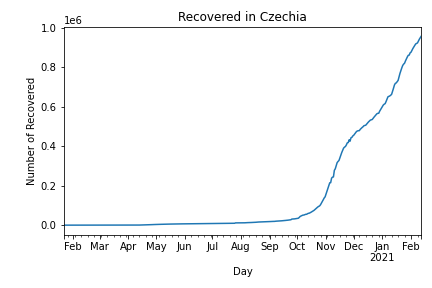 Recovered in Czechia
1e6
1.0
0.8
0.6
0.4
0.2
0.0
Number of Recovered
Feb Mar Apr May Jun Jul Aug Sep Oct Nov Dec Jan Feb
2021
Day